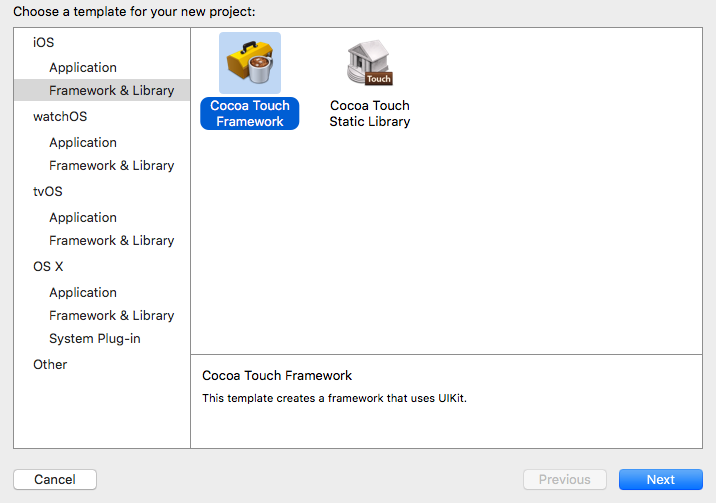 Choose a template for your new project:
iOS
Application
Framework & Library
watchOS
Application
Framework & Library
tvOS
Application
Framework & Library
OS X
Application
Framework & Library
System Plug-in
Other
Cocoa Touch
Framework
Touch
Cocoa Touch
Static Library
Cocoa Touch Framework
This template creates a framework that uses UIKit.
Cancel
Previous
Next